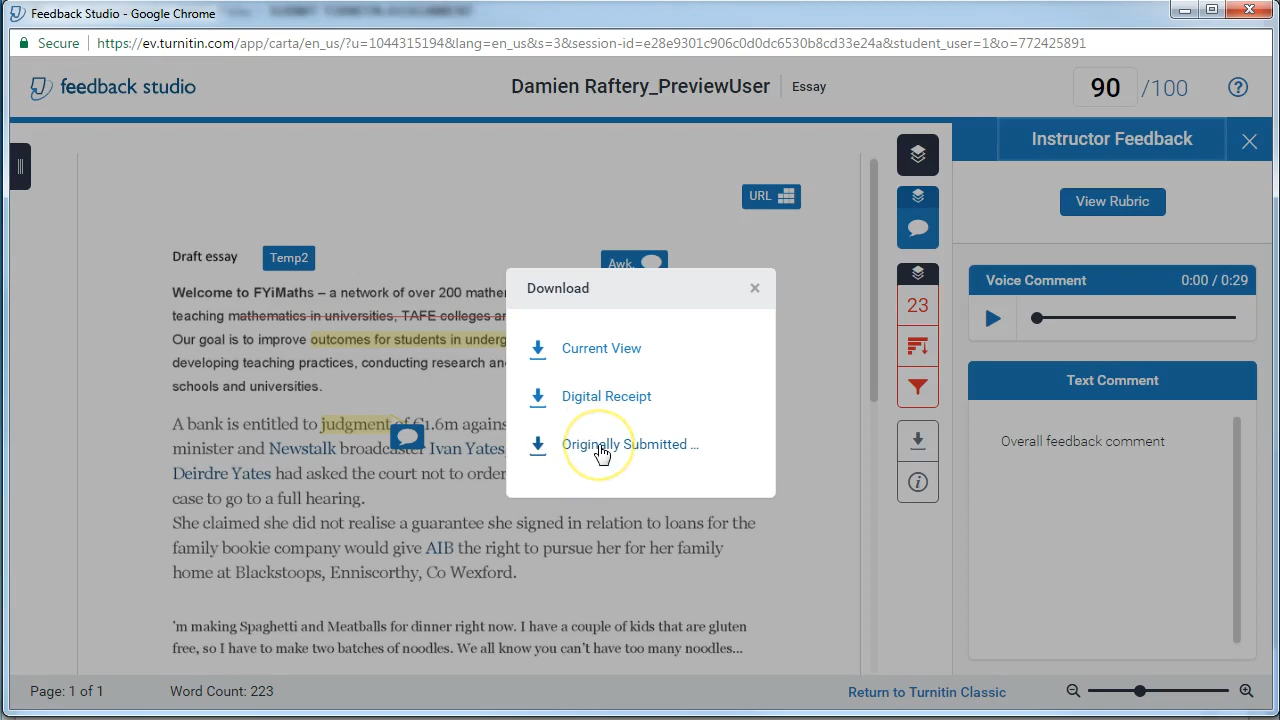 Feedback Studio - Google Chrome
Secure https://ev.turnitin.com/app/carta/en_us/?u=1044315194&lang=en_us&s=3&session-id=e28e9301c906c0d0dc6530b8cd33e24a&student_user=1&o=772425891
feedback studio
Damien Raftery_PreviewUser
Essay
90 /100
Instructor Feedback
View Rubric
URL
Draft essay
Temp2
Awk.
Welcome to FYiMaths – a network of over 200 mathe
teaching mathematics in universities, TAFE colleges a
Our goal is to improve outcomes for students in underg
developing teaching practices, conducting research an
schools and universities.
A bank is entitled to judgment of €1.6m agains
minister and Newstalk broadcaster Ivan Yates,
Deirdre Yates had asked the court not to order
case to go to a full hearing.
She claimed she did not realise a guarantee she signed in relation to loans for the
family bookie company would give AIB the right to pursue her for her family
home at Blackstoops, Enniscorthy, Co Wexford.
'm making Spaghetti and Meatballs for dinner right now. I have a couple of kids that are gluten
free, so I have to make two batches of noodles. We all know you can't have too many noodles...
Download
Current View
Digital Receipt
Originally Submitted ...
23
Voice Comment 0:00 / 0:29
Text Comment
Overall feedback comment
Page: 1 of 1
Word Count: 223
Return to Turnitin Classic